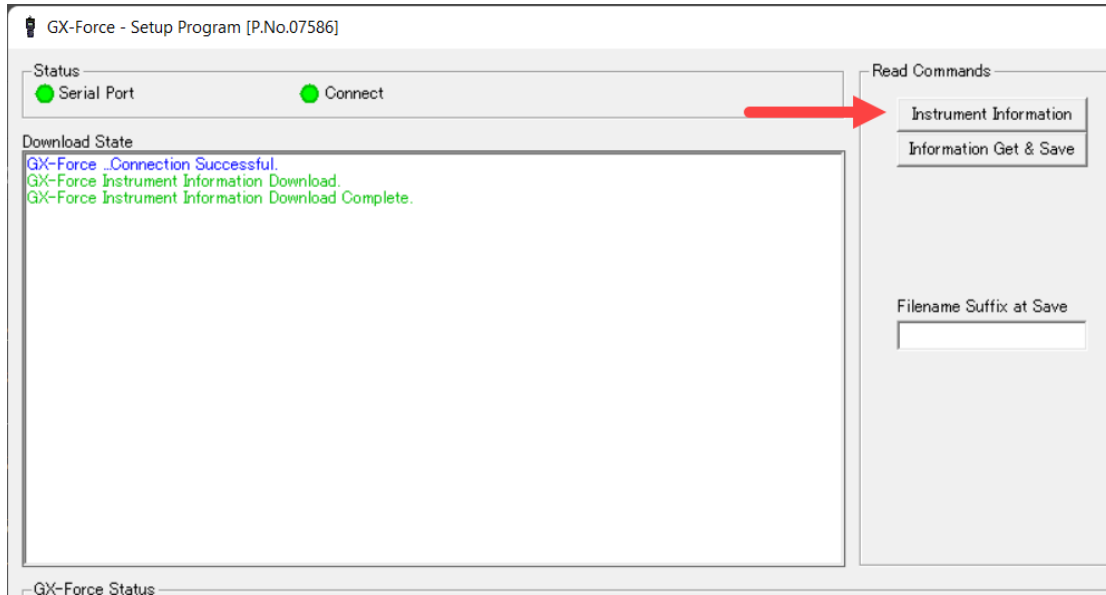 GX-Force - Setup Program [P.No.07586]
Status
Serial Port
Connect
Read Commands
Instrument Information
Information Get & Save
Download State
GX-Force ...Connection Successful.
GX-Force Instrument Information Download.
GX-Force Instrument Information Download Complete.
Filename Suffix at Save
GX-Force Status